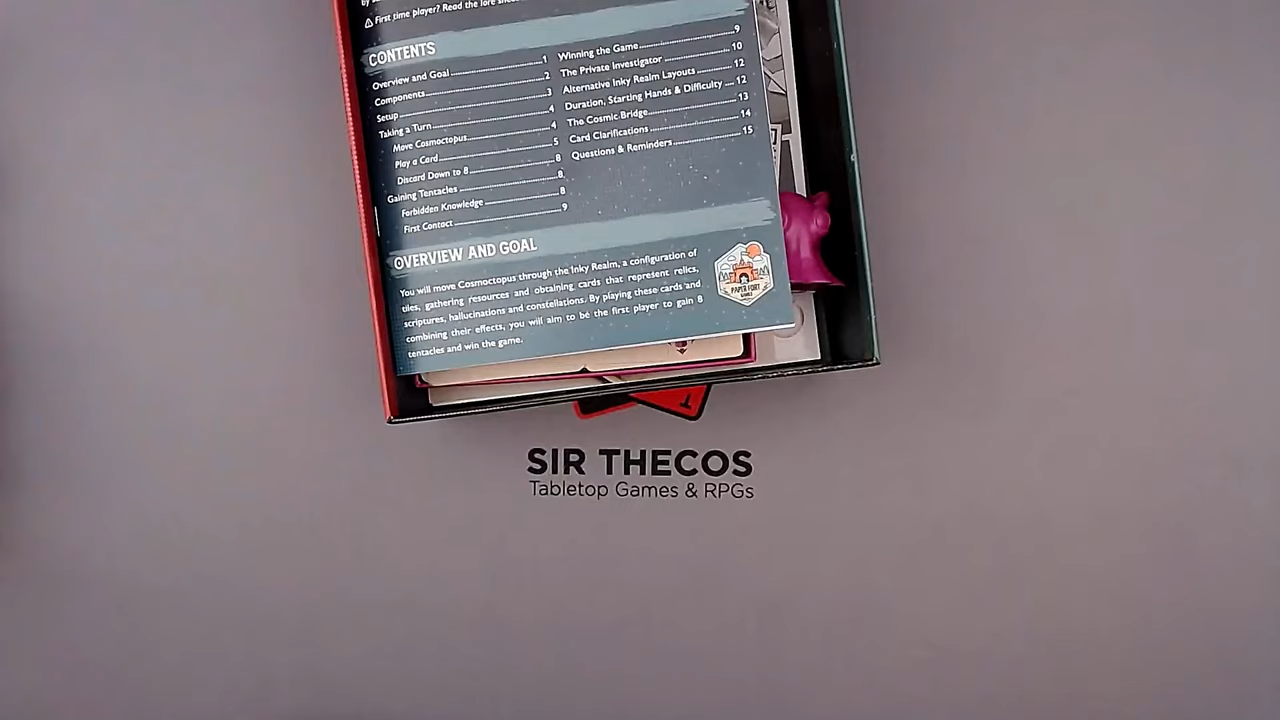 First time player? Read the lore
CONTENTS
Overview and Goal 1
Components 2
Setup 3
Taking a Turn 4
Move Cosmoctopus 4
Play a Card 5
Discard Down to 8 8
Gaining Tentacles 8
Forbidden Knowledge 8
First Contact 9
Winning the Game 9
The Private Investigator 10
Alternative Inky Realm Layouts 12
Duration, Starting Hands & Difficulty 12
The Cosmic Bridge 13
Card Clarifications 14
Questions & Reminders 15
OVERVIEW AND GOAL
You will move Cosmoctopus through the Inky Realm, a configuration of
tiles, gathering resources and obtaining cards that represent relics,
scriptures, hallucinations and constellations. By playing these cards and
combining their effects, you will aim to be the first player to gain 8
tentacles and win the game.
PAPER FORT
GAMES
SIR THECOS
Tabletop Games & RPGs